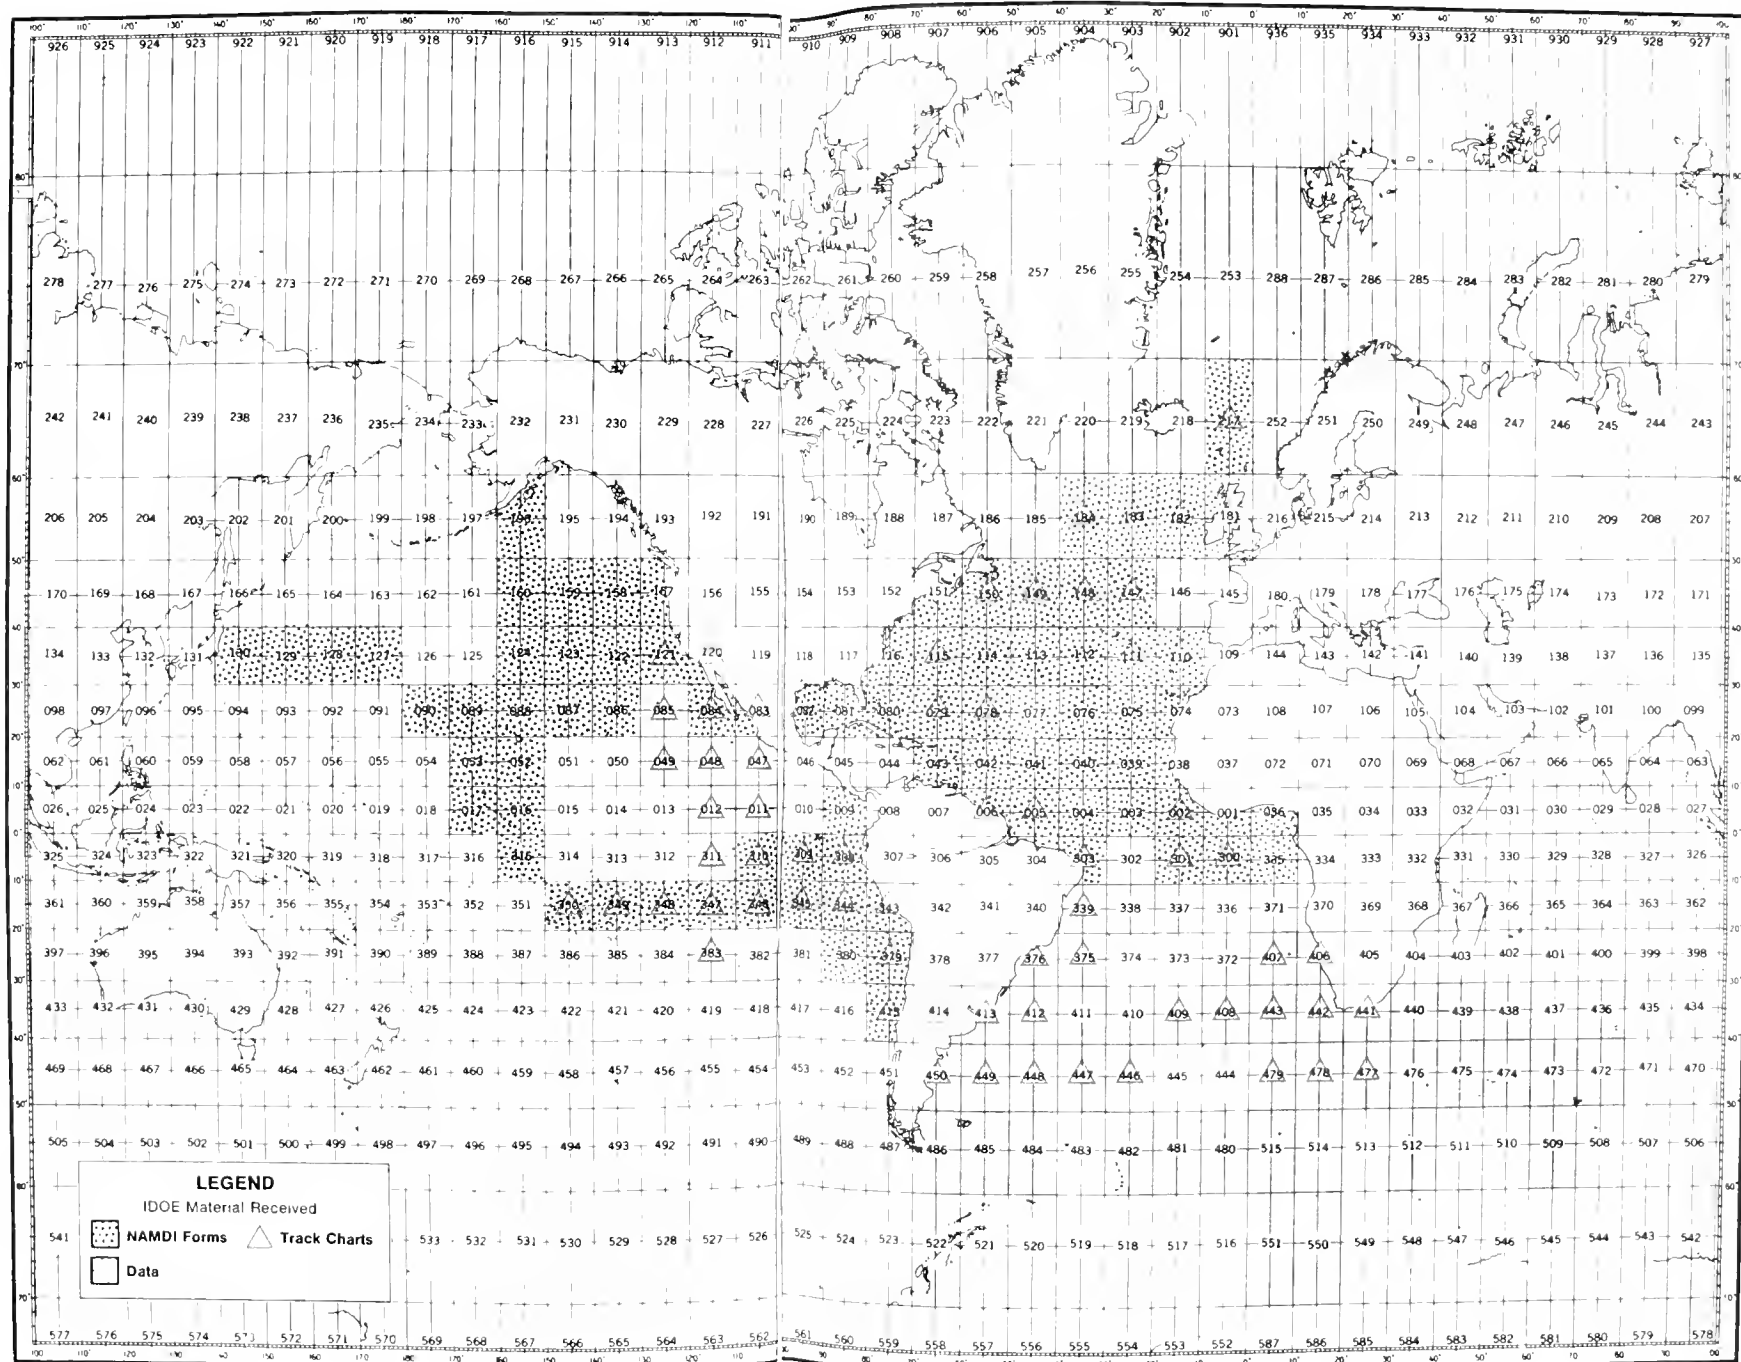 926 925 924 923 922 921 920 919 918 917 916 915 914 913 912 911 910 909 908 907 906 905 904 903 902 901 936 935 934 933 932 931 930 929 928 927
278 277 276 275 274 273 272 271 270 269 268 267 266 265 264 263 262 261 260 259 258 257 256 255 254 253 288 287 286 285 284 283 282 281 280 279
242 241 240 239 238 237 236 235 234 233 232 231 230 229 228 227 226 225 224 223 222 221 220 219 218 217 252 251 250 249 248 247 246 245 244 243
206 205 204 203 202 201 200 199 198 197 196 195 194 193 192 191 190 189 188 187 186 185 184 183 182 181 216 215 214 213 212 211 210 209 208 207
170 169 168 167 166 165 164 163 162 161 160 159 158 157 156 155 154 153 152 151 150 149 148 147 146 145 180 179 178 177 176 175 174 173 172 171
134 133 132 131 130 129 128 127 126 125 124 123 122 121 120 119 118 117 116 115 114 113 112 111 110 109 144 143 142 141 140 139 138 137 136 135
098 097 096 095 094 093 092 091 090 089 088 087 086 085 084 083 082 081 080 079 078 077 076 075 074 073 108 107 106 105 104 103 102 101 100 099
062 061 060 059 058 057 056 055 054 053 052 051 050 049 048 047 046 045 044 043 042 041 040 039 038 037 072 071 070 069 068 067 066 065 064 063
026 025 024 023 022 021 020 019 018 017 016 015 014 013 012 011 010 009 008 007 006 005 004 003 002 001 036 035 034 033 032 031 030 029 028 027
325 324 323 322 321 320 319 318 317 316 315 314 313 312 311 310 309 308 307 306 305 304 303 302 301 300 335 334 333 332 331 330 329 328 327 326
361 360 359 358 357 356 355 354 353 352 351 350 349 348 347 346 345 344 343 342 341 340 339 338 337 336 371 370 369 368 367 366 365 364 363 362
397 396 395 394 393 392 391 390 389 388 387 386 385 384 383 382 381 380 379 378 377 376 375 374 373 372 407 406 405 404 403 402 401 400 399 398
433 432 431 430 429 428 427 426 425 424 423 422 421 420 419 418 417 416 415 414 413 412 411 410 409 408 443 442 441 440 439 438 437 436 435 434
469 468 467 466 465 464 463 462 461 460 459 458 457 456 455 454 453 452 451 450 449 448 447 446 445 444 479 478 477 476 475 474 473 472 471 470
505 504 503 502 501 500 499 498 497 496 495 494 493 492 491 490 489 488 487 486 485 484 483 482 481 480 515 514 513 512 511 510 509 508 507 506
LEGEND
IDOE Material Received
NAMDI Forms Track Charts
Data
541 533 532 531 530 529 528 527 526 525 524 523 522 521 520 519 518 517 516 551 550 549 548 547 546 545 544 543 542
577 576 575 574 573 572 571 570 569 568 567 566 565 564 563 562 561 560 559 558 557 556 555 554 553 552 587 586 585 584 583 582 581 580 579 578